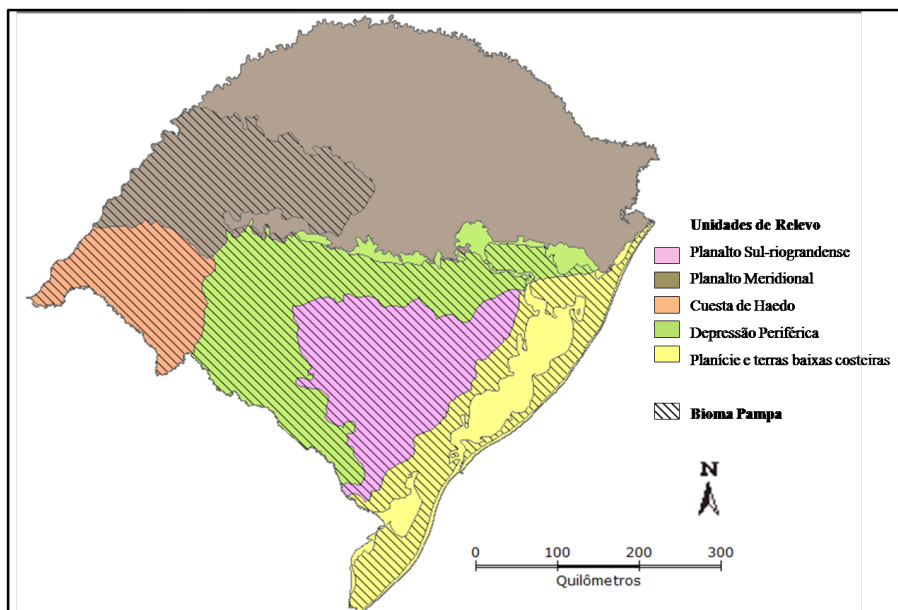 Unidades de Relevo
Planalto Sul-riograndense
Planalto Meridional
Cuesta de Haedo
Depressão Periférica
Planície e terras baixas costeiras
Bioma Pampa
N
0 100 200 300
Quilômetros